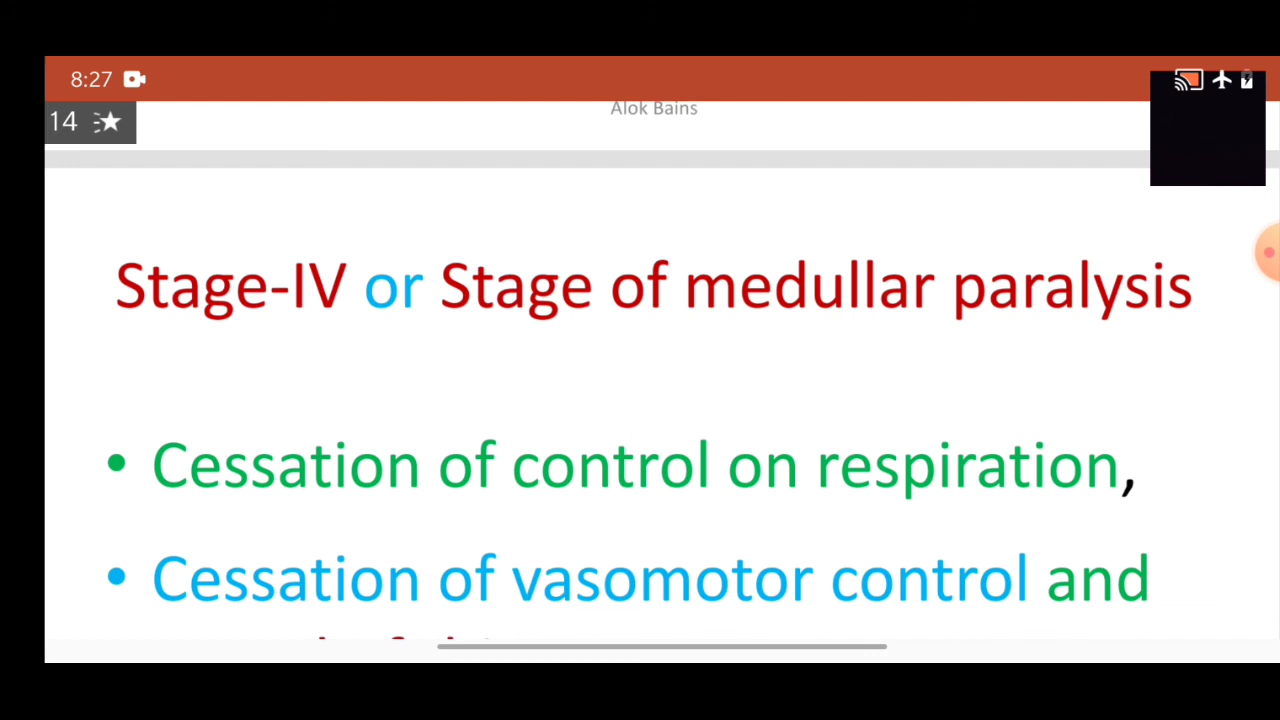 8:27
Alok Bains
14
Stage-IV or Stage of medullar paralysis
• Cessation of control on respiration,
• Cessation of vasomotor control and